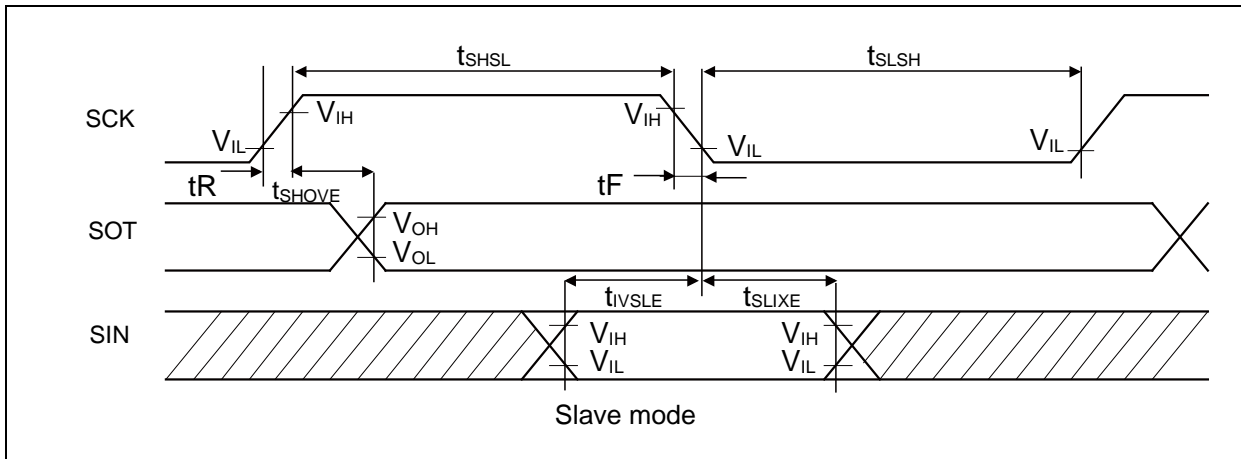 tSHSL tSLSH
SCK VIH VIH
VIL VIL VIL
tR tSHOVE tF
SOT VOH
VOL
tIVSLE tSLIXE
SIN VIH VIH
VIL VIL
Slave mode